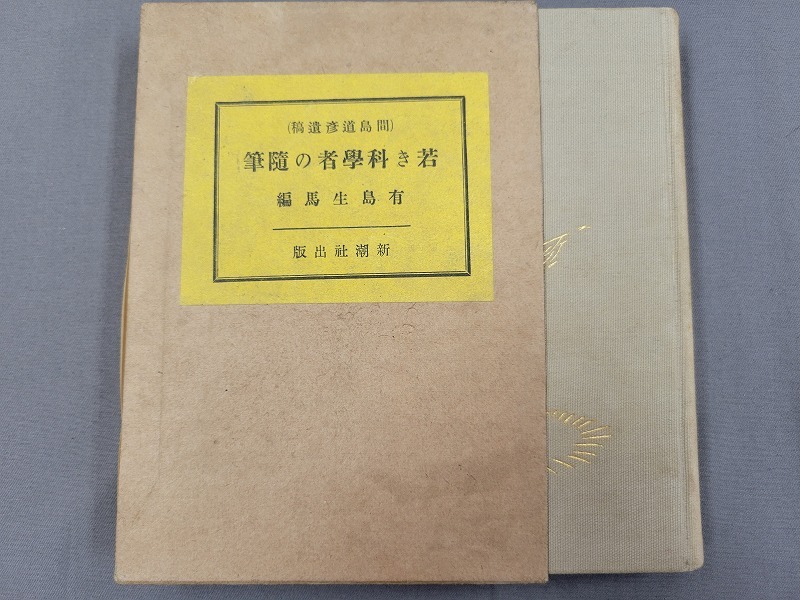 (間島道彥遺稿)
若き科學者の隨筆
有島生馬編
新潮社出版